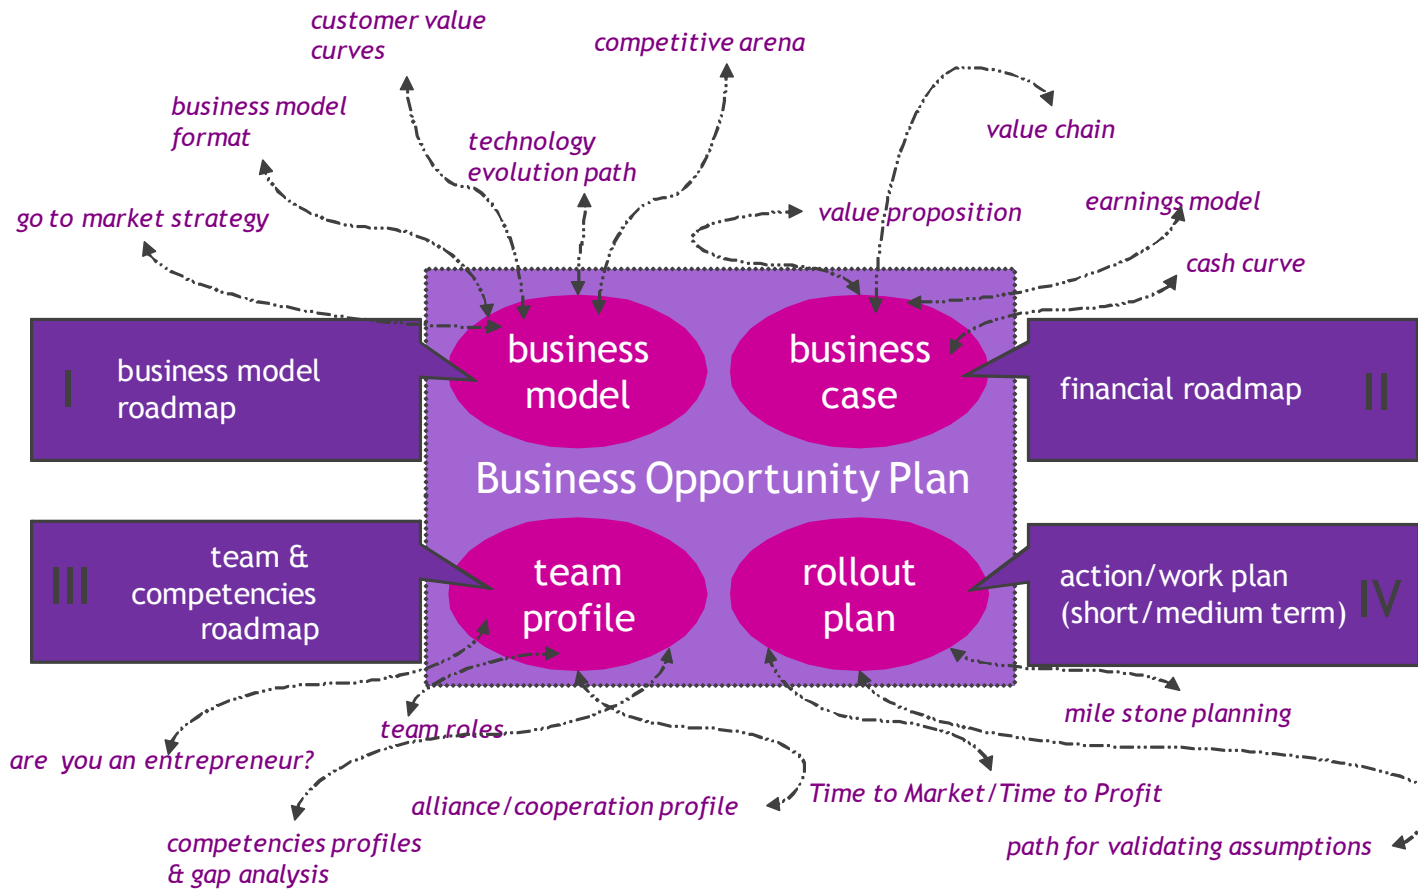 customer value
curves
competitive arena
business model
format
technology
evolution path
value chain
go to market strategy
value proposition
earnings model
cash curve
I
business model
roadmap
business
model
business
case
financial roadmap
II
Business Opportunity Plan
III
team &
competencies
roadmap
team
profile
rollout
plan
action/work plan
(short/medium term)
IV
team roles
mile stone planning
are you an entrepreneur?
alliance/cooperation profile
Time to Market/Time to Profit
competencies profiles
& gap analysis
path for validating assumptions